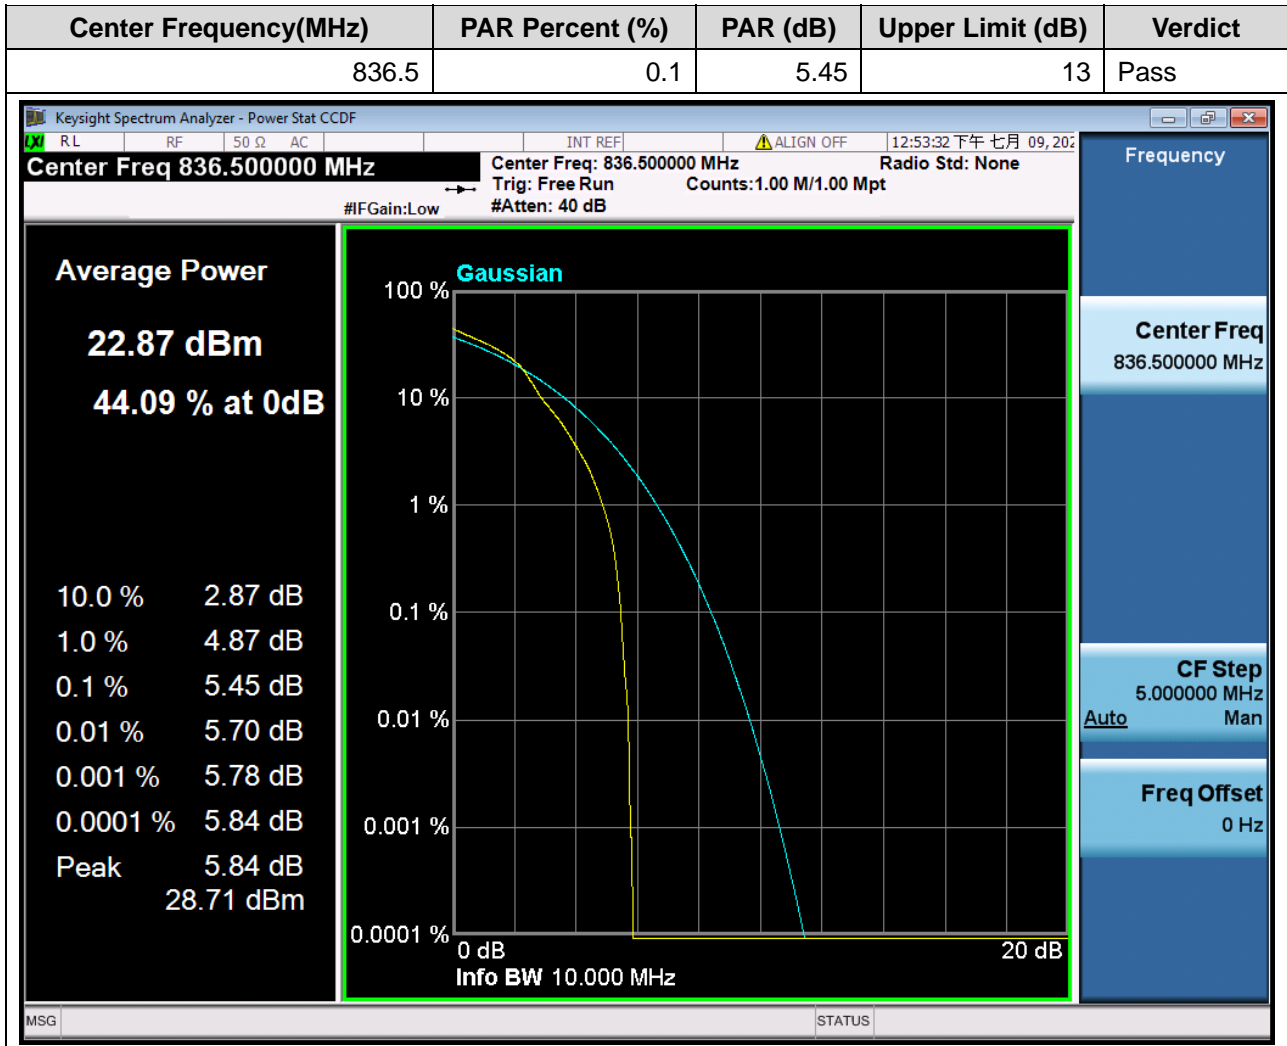 Center Frequency(MHz) PAR Percent (%) PAR (dB) Upper Limit (dB) Verdict
836.5 0.1 5.45 13 Pass
Keysight Spectrum Analyzer - Power Stat CCDF
LXI RL RF 50 Ω AC INT REF ALIGN OFF 12:53:32 下午 七月 09, 202
Center Freq 836.500000 MHz
Center Freq: 836.500000 MHz Radio Std: None
Trig: Free Run Counts:1.00 M/1.00 Mpt
#IFGain:Low #Atten: 40 dB
Average Power
22.87 dBm
44.09 % at 0dB
10.0 % 2.87 dB
1.0 % 4.87 dB
0.1 % 5.45 dB
0.01 % 5.70 dB
0.001 % 5.78 dB
0.0001 % 5.84 dB
Peak 5.84 dB
28.71 dBm
Gaussian
100 %
10 %
1 %
0.1 %
0.01 %
0.001 %
0.0001 %
0 dB 20 dB
Info BW 10.000 MHz
Frequency
Center Freq
836.500000 MHz
CF Step
5.000000 MHz
Auto Man
Freq Offset
0 Hz
MSG STATUS